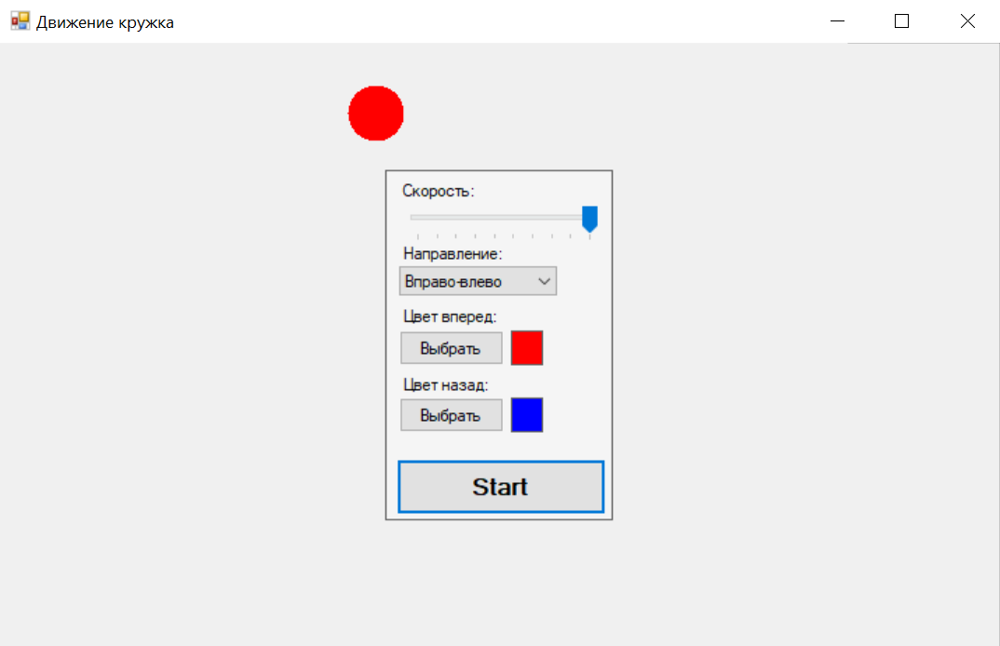 Движение кружка
Скорость:
Направление:
Вправо-влево
Цвет вперед:
Выбрать
Цвет назад:
Выбрать
Start